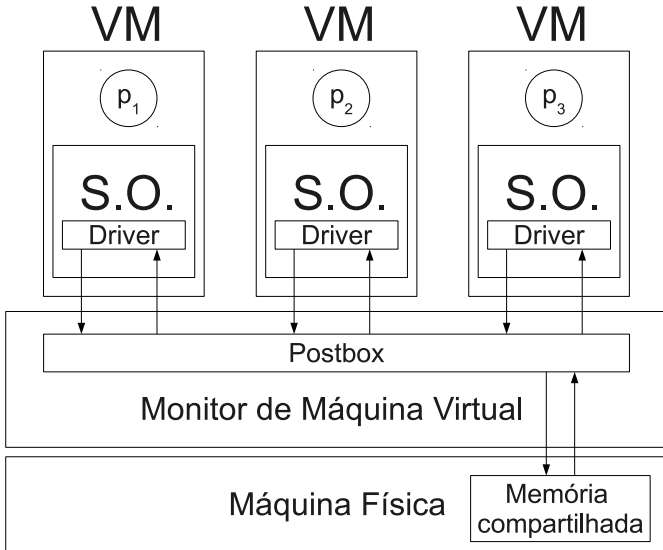 VM VM VM
p1 p2 p3
S.O. S.O. S.O.
Driver Driver Driver
Postbox
Monitor de Máquina Virtual
Máquina Física
Memória
compartilhada